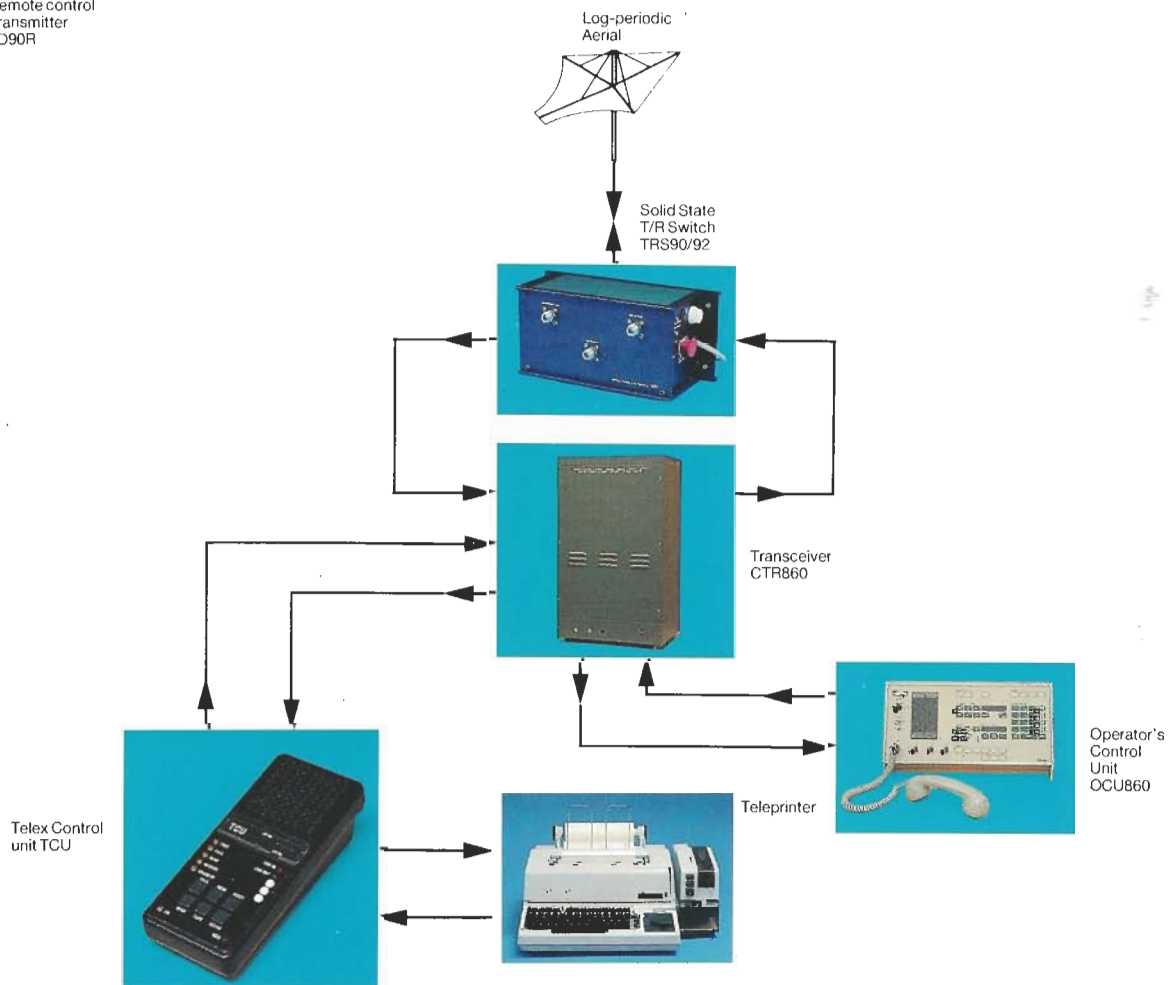 emote control
ransmitter
D90R
Log-periodic
Aerial
Solid State
T/R Switch
TRS90/92
Transceiver
CTR860
Operator's
Control
Unit
OCU860
Teleprinter
Telex Control
unit TCU
TCU